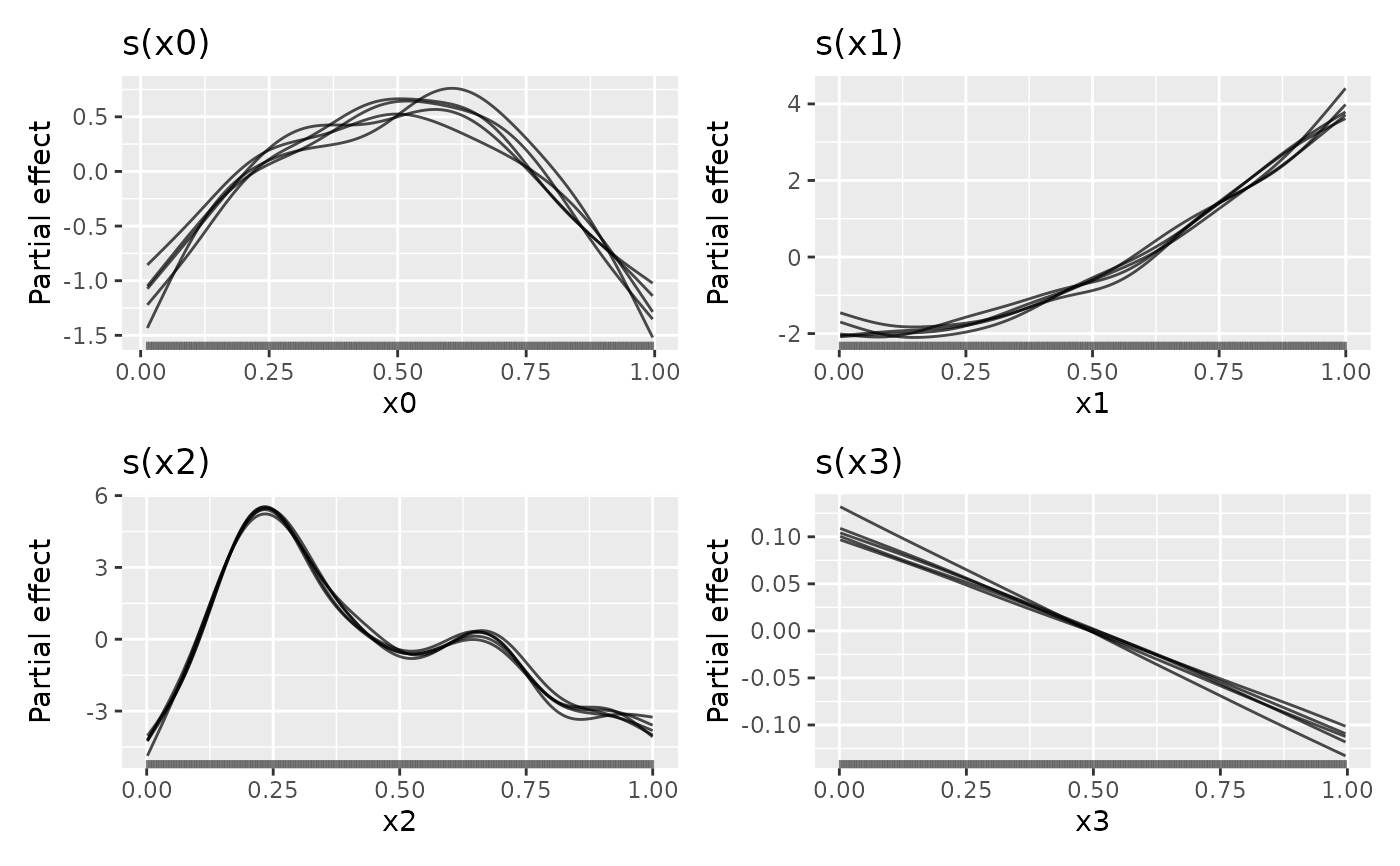 s(x0)
Partial effect
0.5
0.0
-0.5
-1.0
-1.5
0.00 0.25 0.50 0.75 1.00
x0
s(x1)
Partial effect
4
2
0
-2
0.00 0.25 0.50 0.75 1.00
x1
s(x2)
Partial effect
6
3
0
-3
0.00 0.25 0.50 0.75 1.00
x2
s(x3)
Partial effect
0.10
0.05
0.00
-0.05
-0.10
0.00 0.25 0.50 0.75 1.00
x3